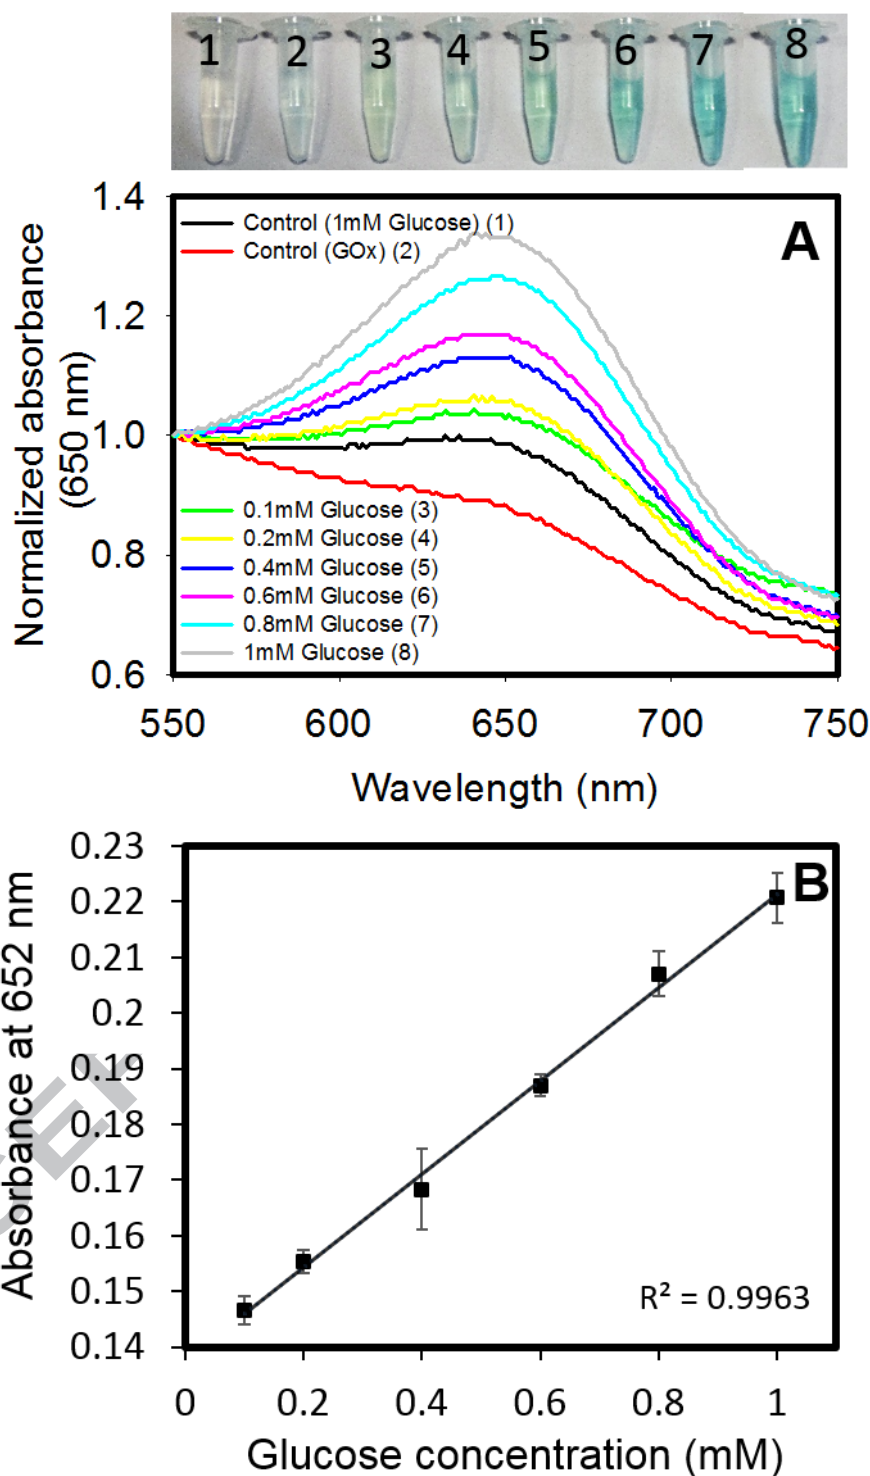 1 2 3 4 5 6 7 8
A
Control (1mM Glucose) (1)
Control (GOx) (2)
0.1mM Glucose (3)
0.2mM Glucose (4)
0.4mM Glucose (5)
0.6mM Glucose (6)
0.8mM Glucose (7)
1mM Glucose (8)
Normalized absorbance
(650 nm)
1.4
1.2
1.0
0.8
0.6
550 600 650 700 750
Wavelength (nm)
B
Absorbance at 652 nm
0.23
0.22
0.21
0.2
0.19
0.18
0.17
0.16
0.15
0.14
R² = 0.9963
0 0.2 0.4 0.6 0.8 1
Glucose concentration (mM)